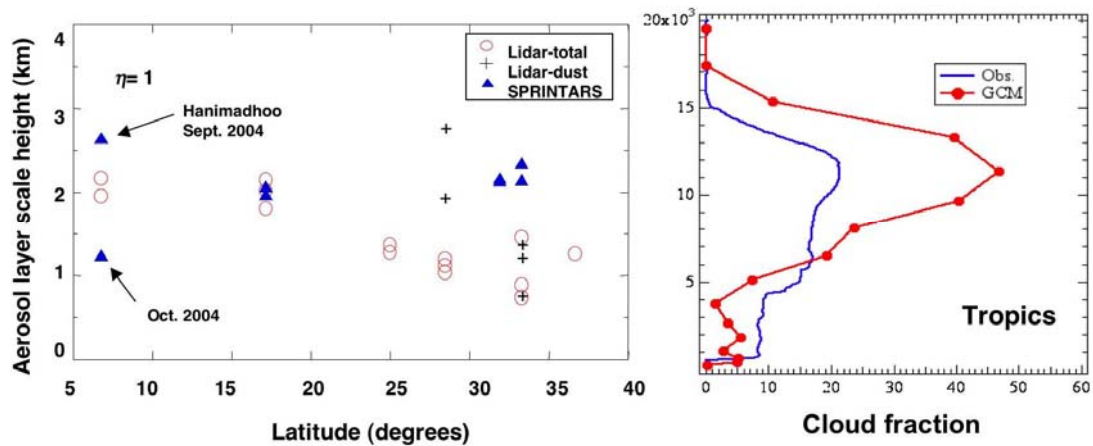 Aerosol layer scale height (km)
4
3
2
1
0
η= 1
Hanimadhoo
Sept. 2004
Oct. 2004
Lidar-total
Lidar-dust
SPRINTARS
5 10 15 20 25 30 35 40
Latitude (degrees)
20x10³
15
10
5
Obs.
GCM
Tropics
0 10 20 30 40 50 60
Cloud fraction